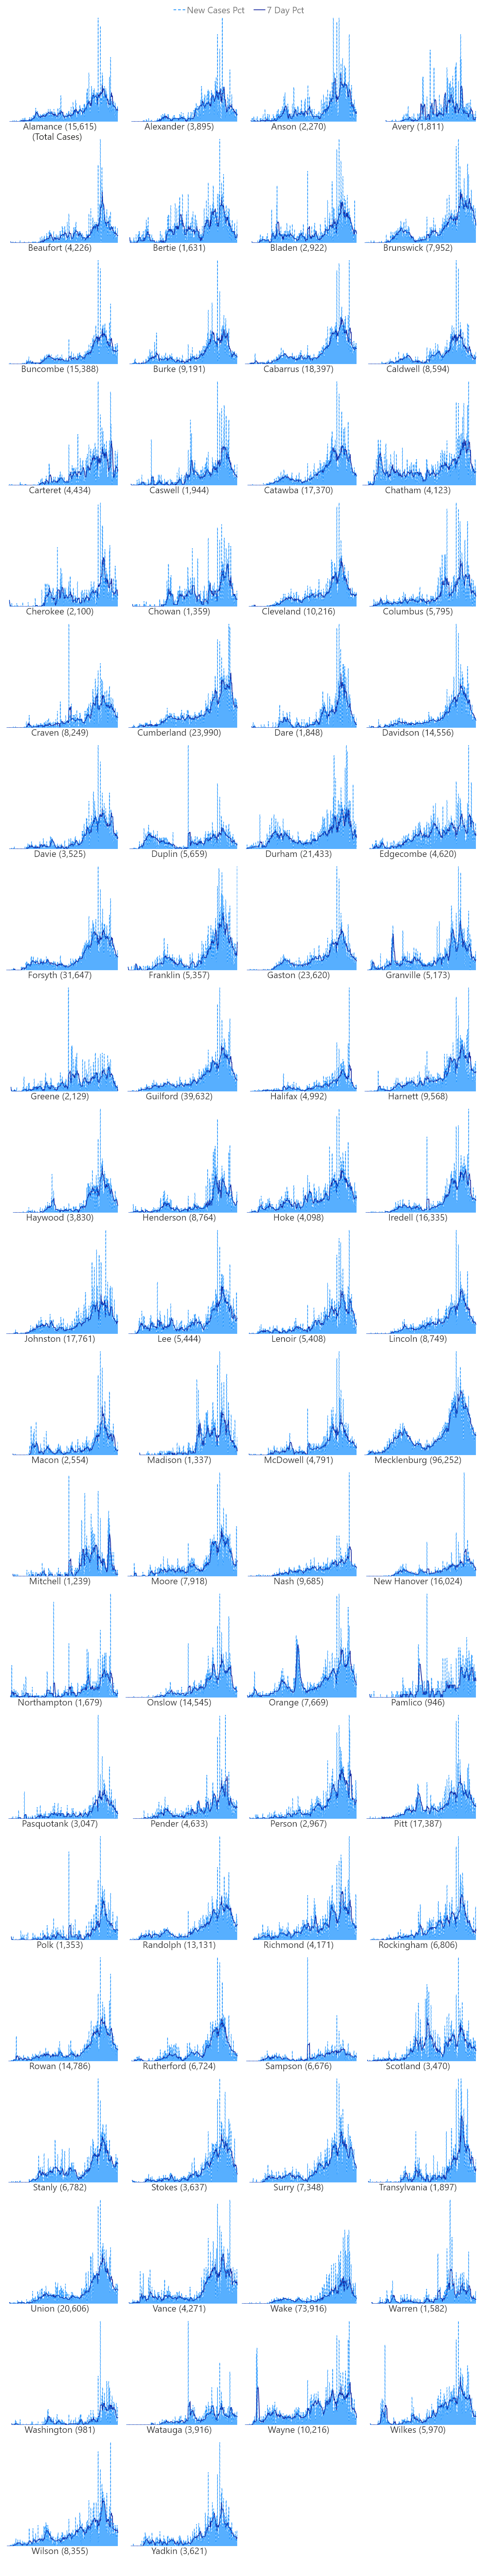 New Cases Pct 7 Day Pct
Alamance (15,615) Alexander (3,895) Anson (2,270) Avery (1,811)
(Total Cases)
Beaufort (4,226) Bertie (1,631) Bladen (2,922) Brunswick (7,952)
Buncombe (15,388) Burke (9,191) Cabarrus (18,397) Caldwell (8,594)
Carteret (4,434) Caswell (1,944) Catawba (17,370) Chatham (4,123)
Cherokee (2,100) Chowan (1,359) Cleveland (10,216) Columbus (5,795)
Craven (8,249) Cumberland (23,990) Dare (1,848) Davidson (14,556)
Davie (3,525) Duplin (5,659) Durham (21,433) Edgecombe (4,620)
Forsyth (31,647) Franklin (5,357) Gaston (23,620) Granville (5,173)
Greene (2,129) Guilford (39,632) Halifax (4,992) Harnett (9,568)
Haywood (3,830) Henderson (8,764) Hoke (4,098) Iredell (16,335)
Johnston (17,761) Lee (5,444) Lenoir (5,408) Lincoln (8,749)
Macon (2,554) Madison (1,337) McDowell (4,791) Mecklenburg (96,252)
Mitchell (1,239) Moore (7,918) Nash (9,685) New Hanover (16,024)
Northampton (1,679) Onslow (14,545) Orange (7,669) Pamlico (946)
Pasquotank (3,047) Pender (4,633) Person (2,967) Pitt (17,387)
Polk (1,353) Randolph (13,131) Richmond (4,171) Rockingham (6,806)
Rowan (14,786) Rutherford (6,724) Sampson (6,676) Scotland (3,470)
Stanly (6,782) Stokes (3,637) Surry (7,348) Transylvania (1,897)
Union (20,606) Vance (4,271) Wake (73,916) Warren (1,582)
Washington (981) Watauga (3,916) Wayne (10,216) Wilkes (5,970)
Wilson (8,355) Yadkin (3,621)